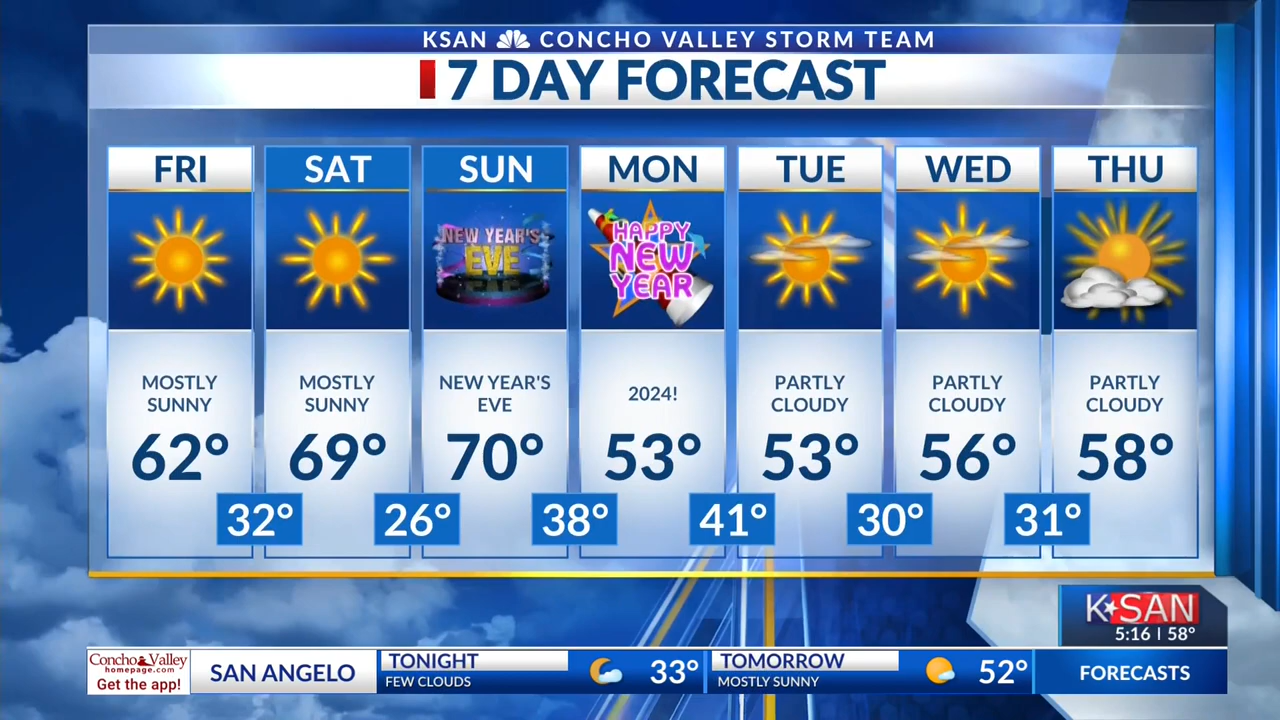 KSAN CONCHO VALLEY STORM TEAM
7 DAY FORECAST
FRI SAT SUN MON TUE WED THU
NEW YEAR'S
EVE
HAPPY
NEW
YEAR
MOSTLY
SUNNY
MOSTLY
SUNNY
NEW YEAR'S
EVE
2024!
PARTLY
CLOUDY
PARTLY
CLOUDY
PARTLY
CLOUDY
62° 69° 70° 53° 53° 56° 58°
32° 26° 38° 41° 30° 31°
KSAN
5:16 | 58°
Concho Valley
homepage.com
Get the app!
SAN ANGELO
TONIGHT
FEW CLOUDS
33°
TOMORROW
MOSTLY SUNNY
52°
FORECASTS